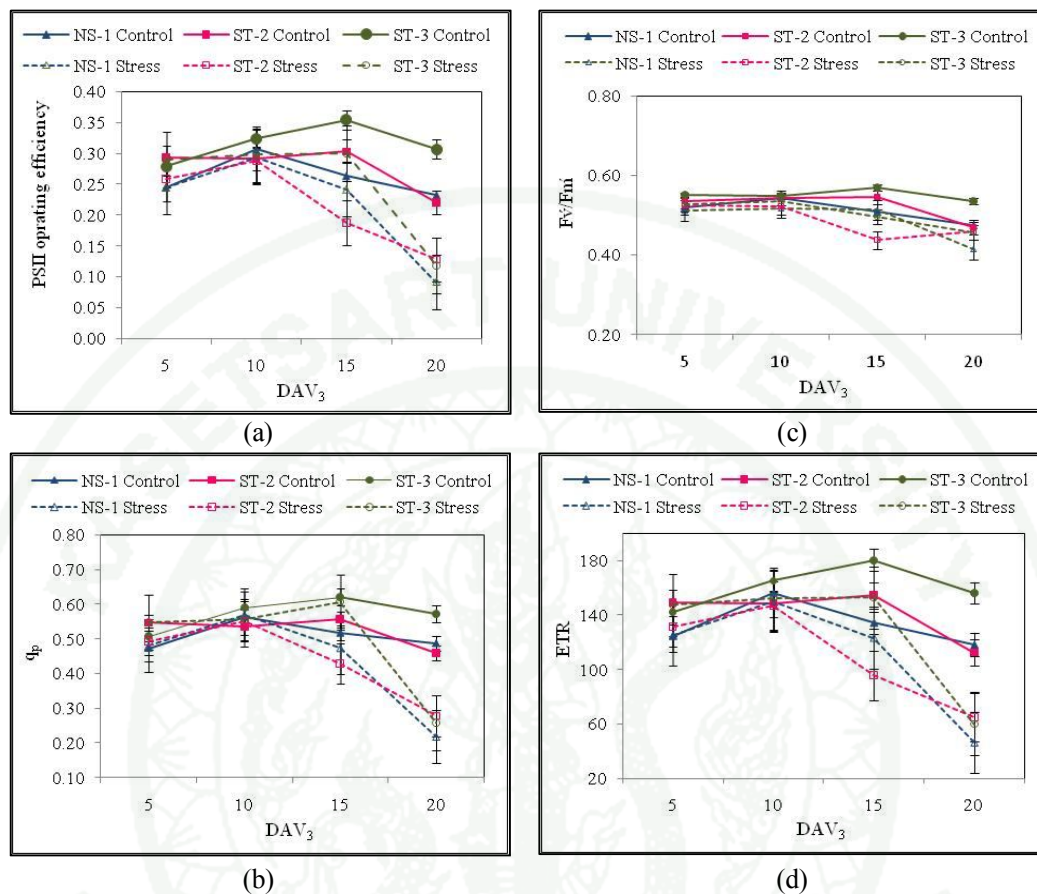 NS-1 Control ST-2 Control ST-3 Control
NS-1 Stress ST-2 Stress ST-3 Stress
PSII oprating efficiency
0.40
0.35
0.30
0.25
0.20
0.15
0.10
0.05
0.00
5 10 15 20
DAV3
(a)
NS-1 Control ST-2 Control ST-3 Control
NS-1 Stress ST-2 Stress ST-3 Stress
Fv/Fm
0.80
0.60
0.40
0.20
5 10 15 20
DAV3
(c)
NS-1 Control ST-2 Control ST-3 Control
NS-1 Stress ST-2 Stress ST-3 Stress
qp
0.80
0.70
0.60
0.50
0.40
0.30
0.20
0.10
5 10 15 20
DAV3
(b)
NS-1 Control ST-2 Control ST-3 Control
NS-1 Stress ST-2 Stress ST-3 Stress
ETR
180
140
100
60
20
5 10 15 20
DAV3
(d)
SETSART UNIVERSITY